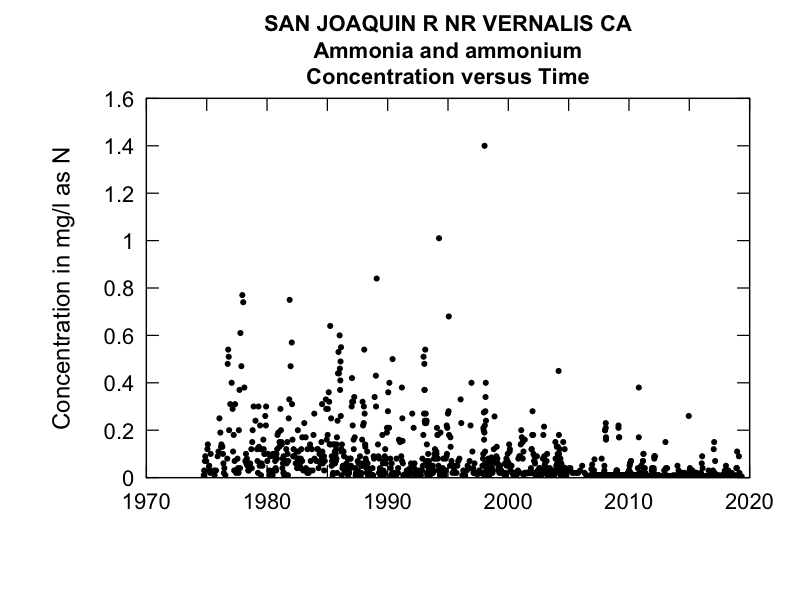 SAN JOAQUIN R NR VERNALIS CA
Ammonia and ammonium
Concentration versus Time
Concentration in mg/l as N
1.6
1.4
1.2
1
0.8
0.6
0.4
0.2
0
1970 1980 1990 2000 2010 2020